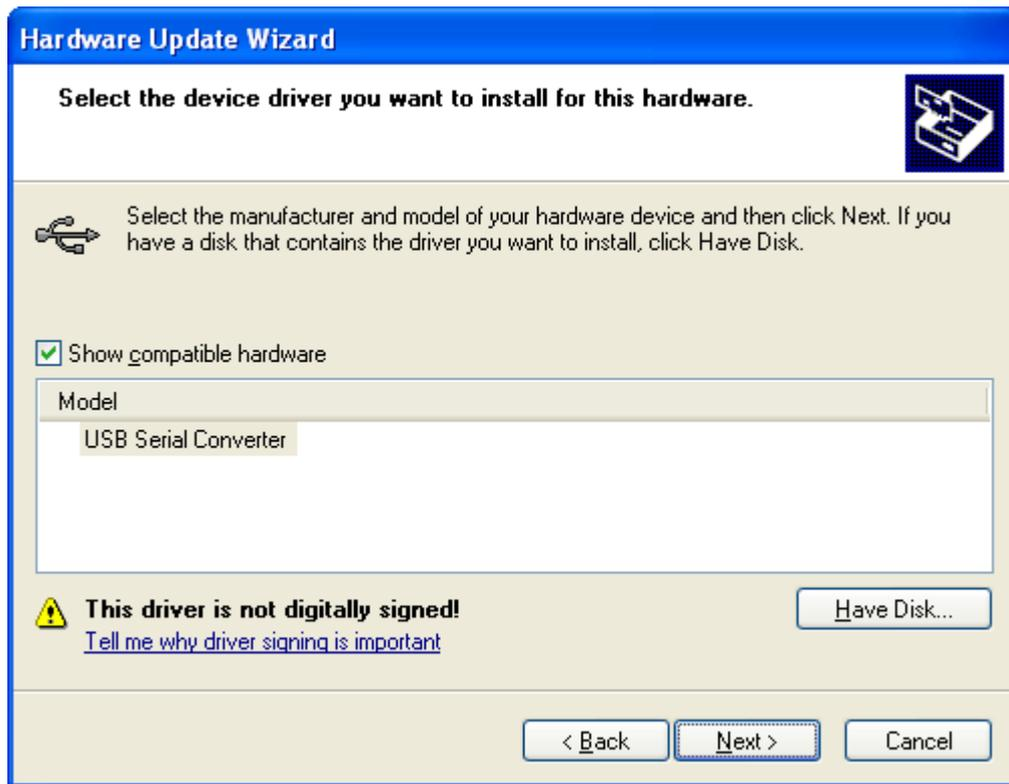 Hardware Update Wizard
Select the device driver you want to install for this hardware.
Select the manufacturer and model of your hardware device and then click Next. If you
have a disk that contains the driver you want to install, click Have Disk.
Show compatible hardware
Model
USB Serial Converter
This driver is not digitally signed!
Have Disk...
Tell me why driver signing is important
< Back
Next >
Cancel